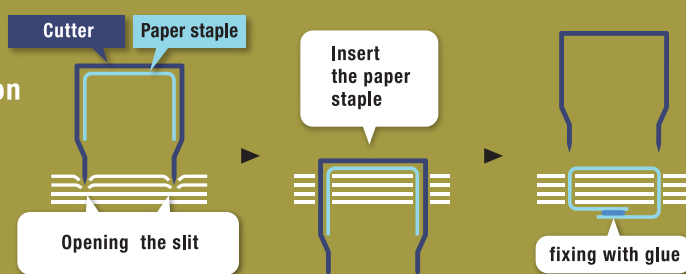 Cutter
Paper staple
on
Opening the slit
Insert
the paper
staple
fixing with glue